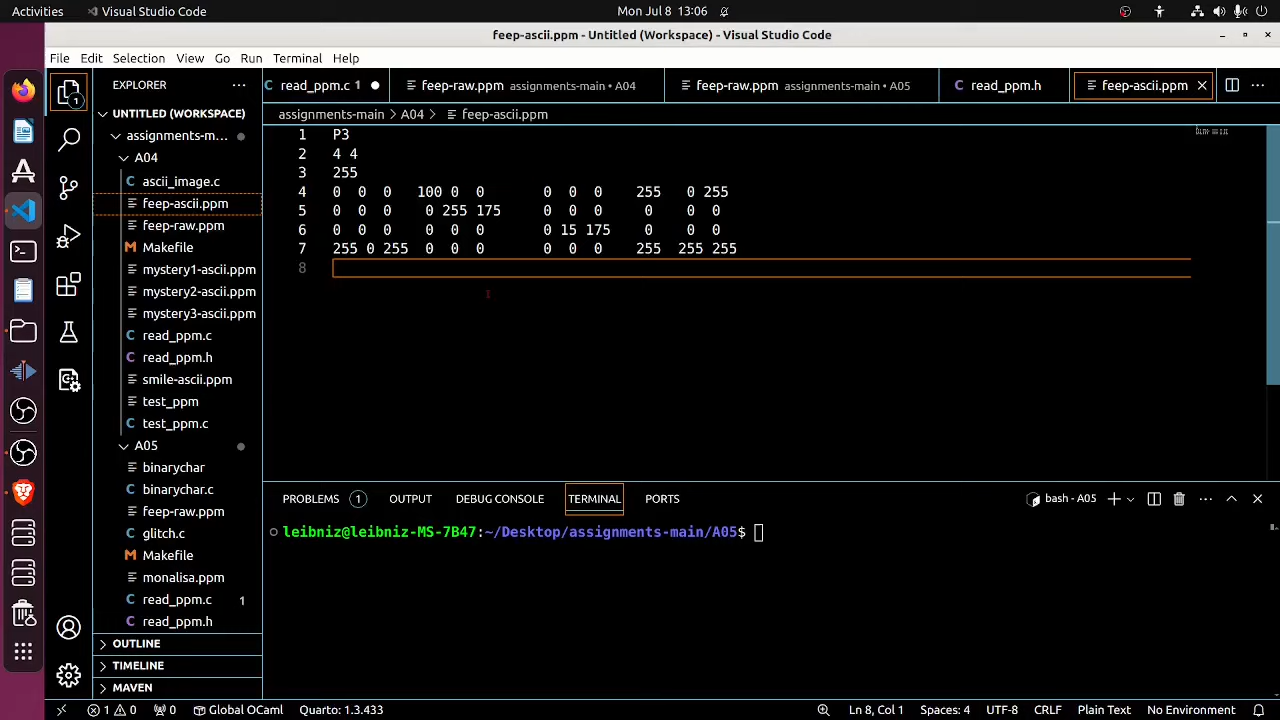 Activities Visual Studio Code Mon Jul 8 13:06
feep-ascii.ppm - Untitled (Workspace) - Visual Studio Code
File Edit Selection View Go Run Terminal Help
EXPLORER
read_ppm.c 1 feep-raw.ppm assignments-main • A04 feep-raw.ppm assignments-main • A05 read_ppm.h feep-ascii.ppm
assignments-main > A04 > feep-ascii.ppm
UNTITLED (WORKSPACE)
assignments-m...
A04
ascii_image.c
feep-ascii.ppm
feep-raw.ppm
Makefile
mystery1-ascii.ppm
mystery2-ascii.ppm
mystery3-ascii.ppm
read_ppm.c
read_ppm.h
smile-ascii.ppm
test_ppm
test_ppm.c
A05
binarychar
binarychar.c
feep-raw.ppm
glitch.c
Makefile
monalisa.ppm
read_ppm.c 1
read_ppm.h
OUTLINE
TIMELINE
MAVEN
1 P3
2 4 4
3 255
4 0 0 0 100 0 0 0 0 0 255 0 255
5 0 0 0 0 255 175 0 0 0 0 0 0
6 0 0 0 0 0 0 0 15 175 0 0 0
7 255 0 255 0 0 0 0 0 0 255 255 255
8
PROBLEMS 1 OUTPUT DEBUG CONSOLE TERMINAL PORTS bash - A05
leibniz@leibniz-MS-7B47:~/Desktop/assignments-main/A05$
1 0 0 Global OCaml Quarto: 1.3.433 Ln 8, Col 1 Spaces: 4 UTF-8 CRLF Plain Text No Environment